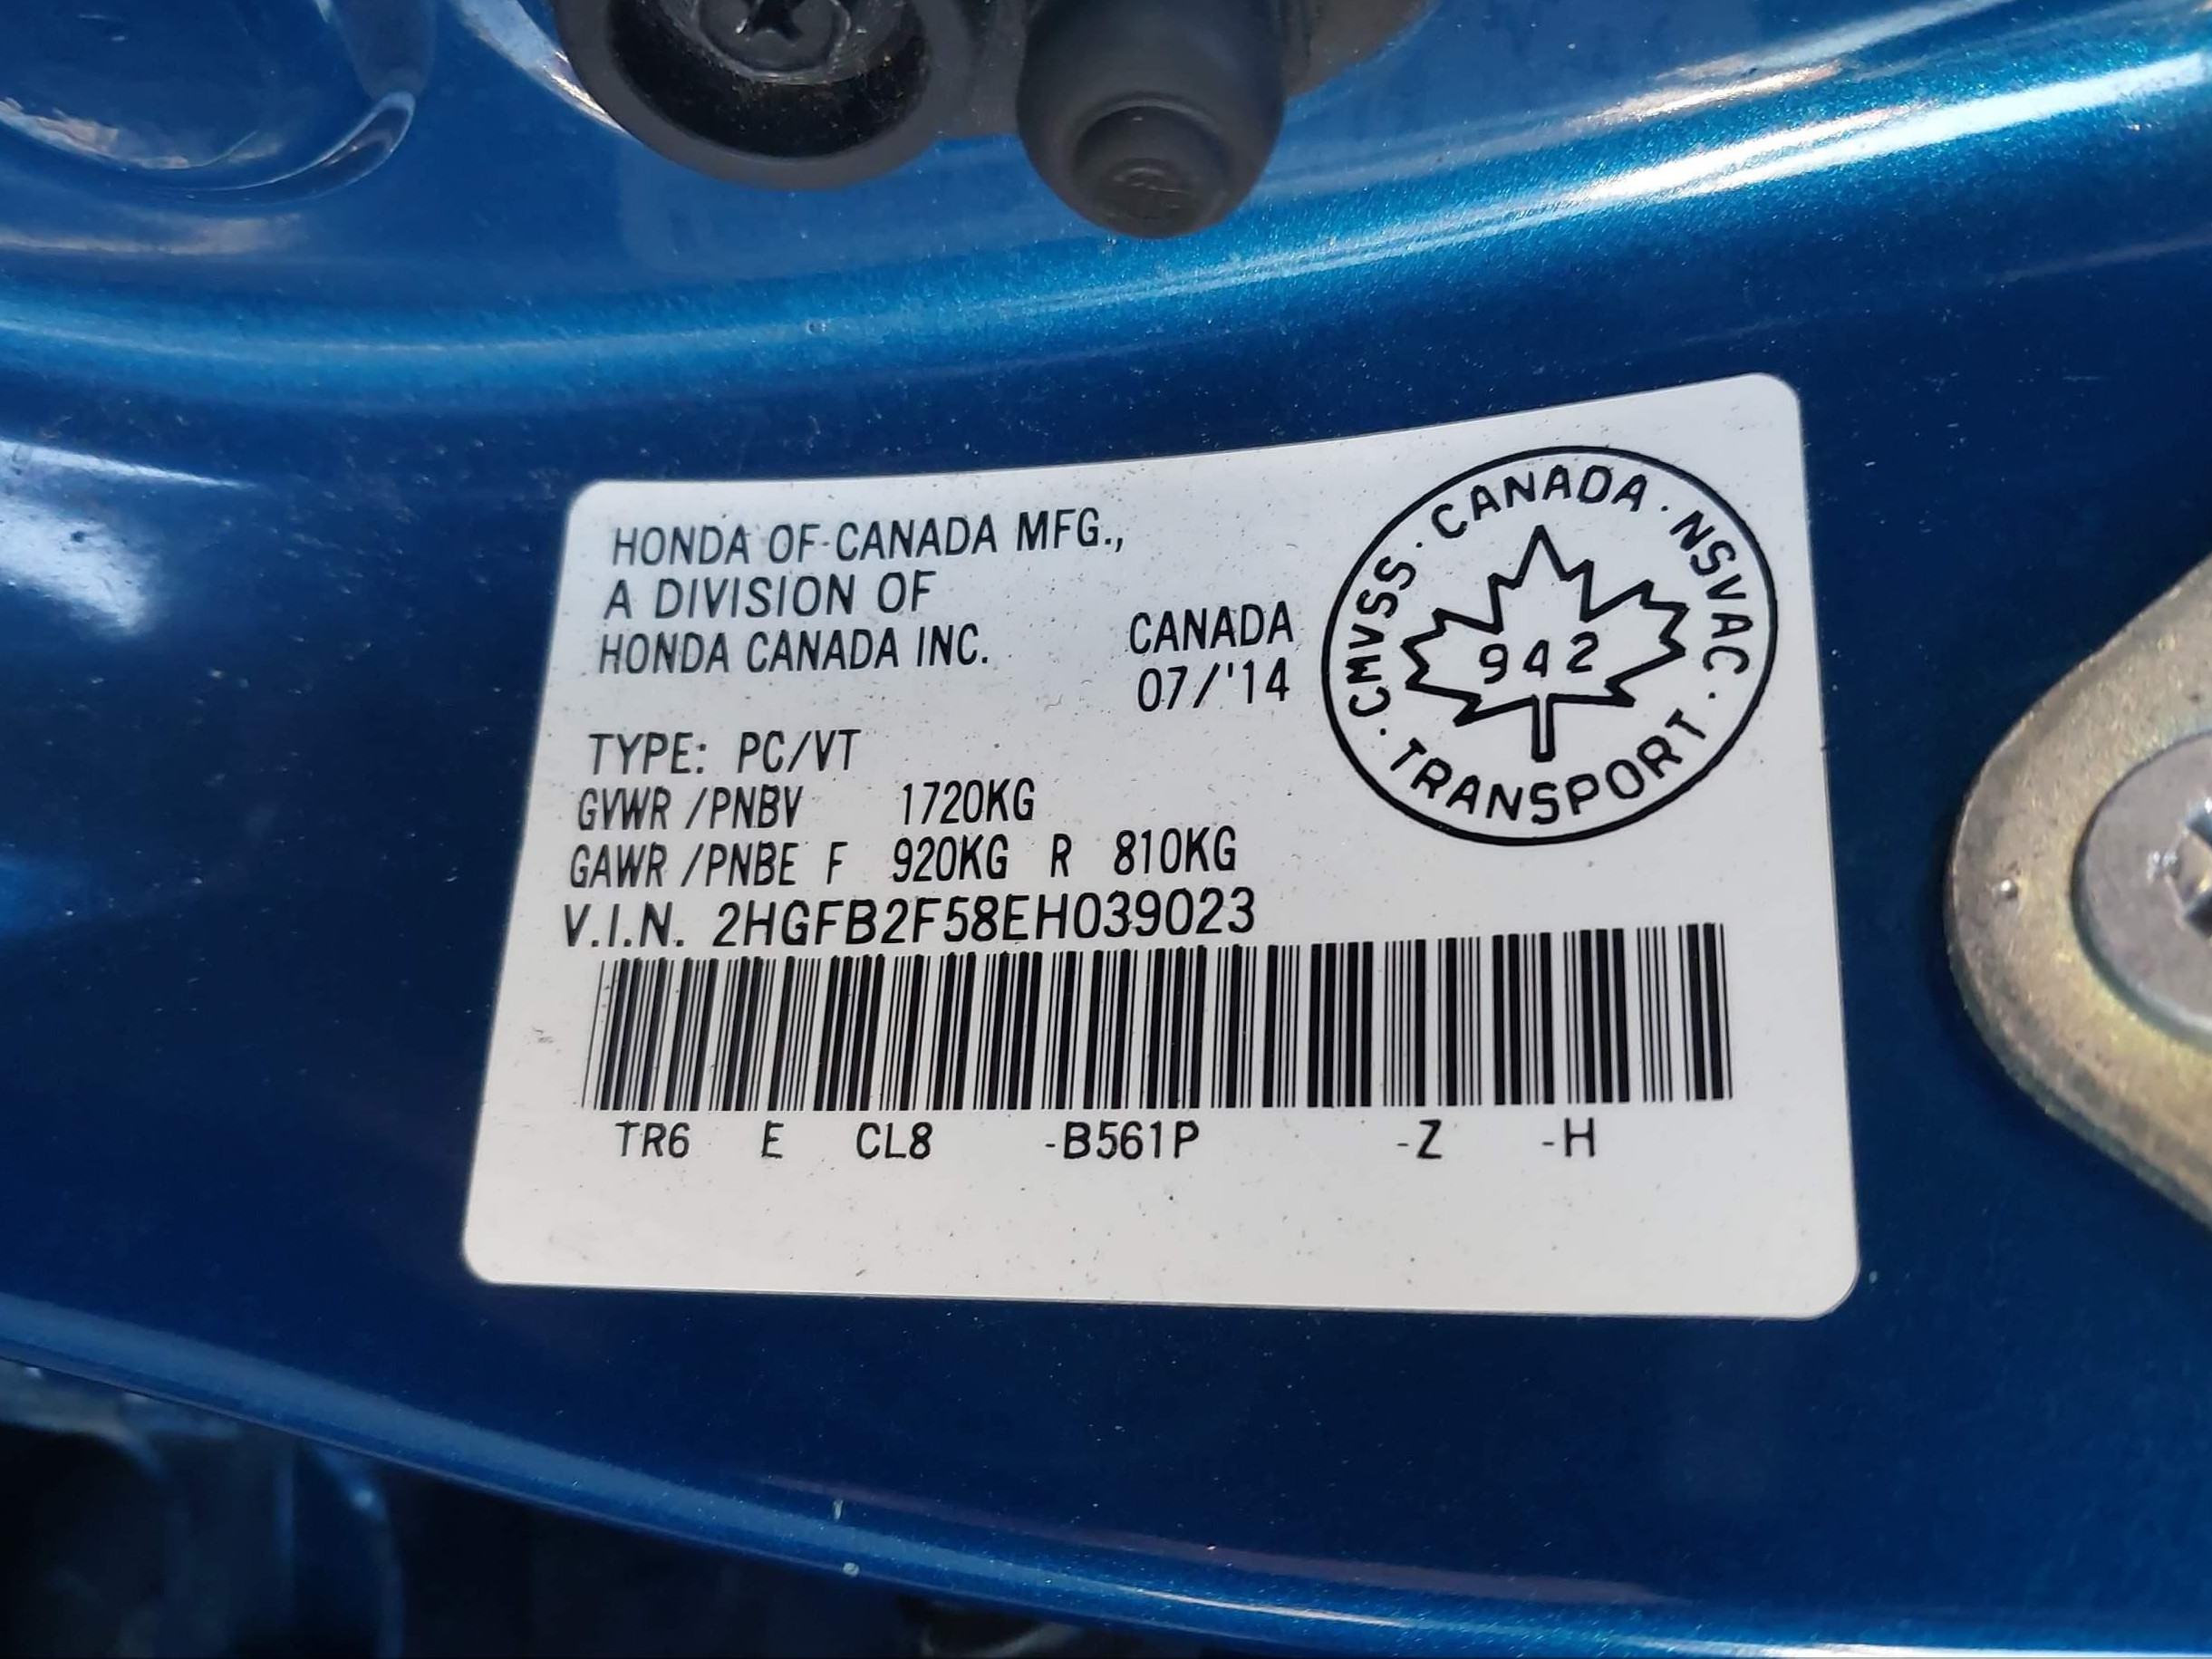 HONDA OF CANADA MFG.,
A DIVISION OF
HONDA CANADA INC.
CANADA
07/'14
CMVSS · CANADA · NSVAC · TRANSPORT ·
942
TYPE: PC/VT
GVWR /PNBV 1720KG
GAWR /PNBE F 920KG R 810KG
V.I.N. 2HGFB2F58EH039023
TR6 E CL8 -B561P -Z -H